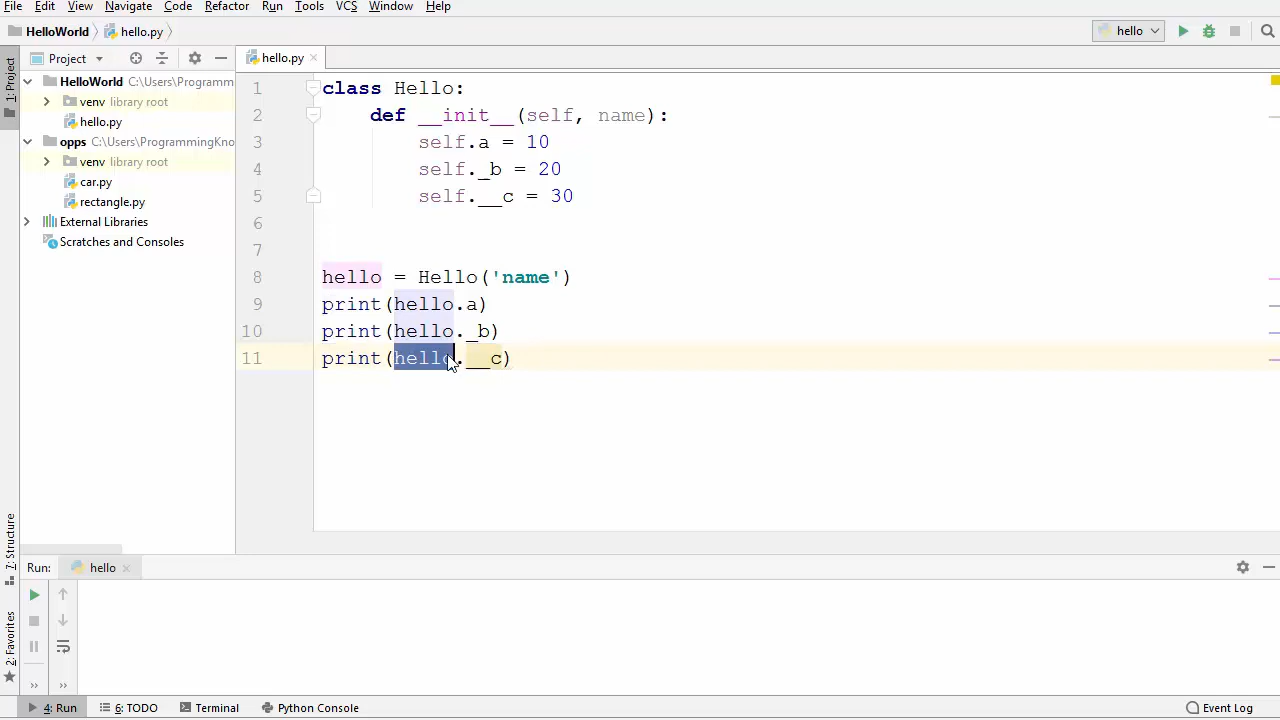 File Edit View Navigate Code Refactor Run Tools VCS Window Help
HelloWorld hello.py hello
1: Project
Project
hello.py
HelloWorld C:\Users\Programm
venv library root
hello.py
opps C:\Users\ProgrammingKno
venv library root
car.py
rectangle.py
External Libraries
Scratches and Consoles
1 class Hello:
2 def __init__(self, name):
3 self.a = 10
4 self._b = 20
5 self.__c = 30
6
7
8 hello = Hello('name')
9 print(hello.a)
10 print(hello._b)
11 print(hello.__c)
7: Structure
2: Favorites
Run: hello
4: Run 6: TODO Terminal Python Console Event Log